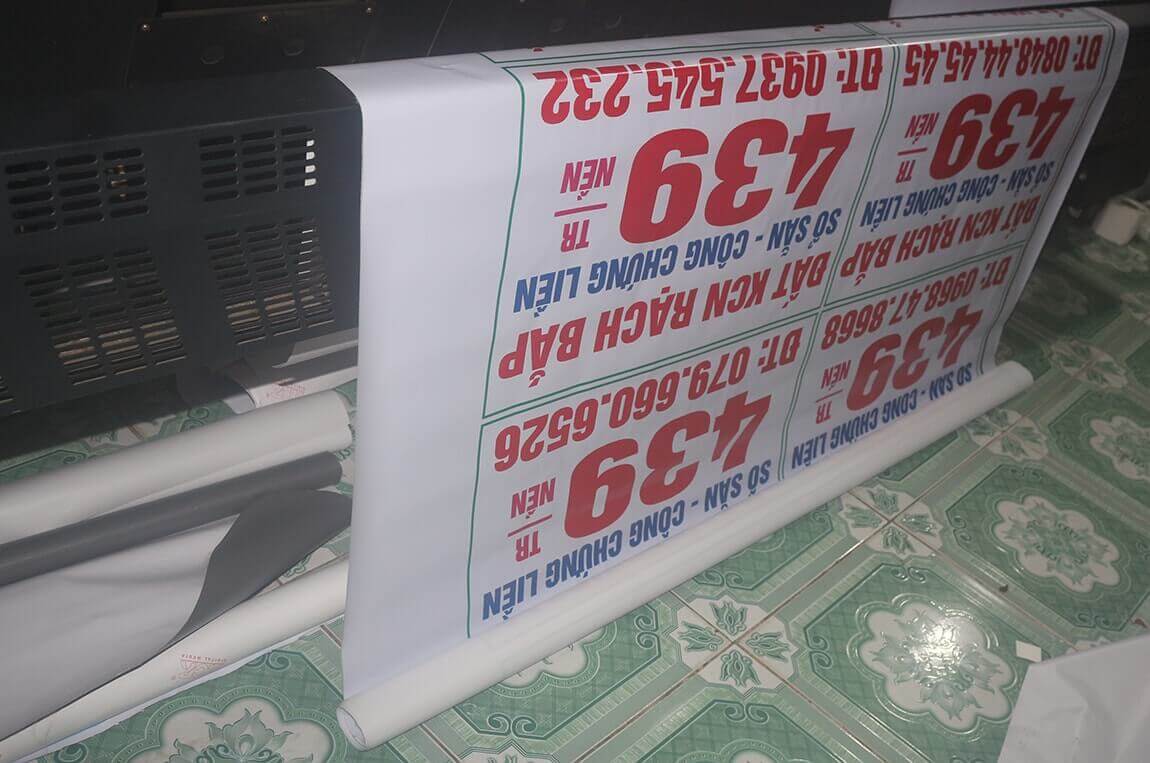 SỔ SẴN - CÔNG CHỨNG LIỀN
439 TR
NỀN
ĐT: 0968.47.8668
SỔ SẴN - CÔNG CHỨNG LIỀN
439 TR
NỀN
ĐT: 079.660.6526
ĐẤT KCN RẠCH BẮP
SỔ SẴN - CÔNG CHỨNG LIỀN
439 TR
NỀN
ĐT: 0848.44.45.45
ĐẤT KCN RẠCH BẮP
SỔ SẴN - CÔNG CHỨNG LIỀN
439 TR
NỀN
ĐT: 0937.545.232
DIGITAL MEDIA